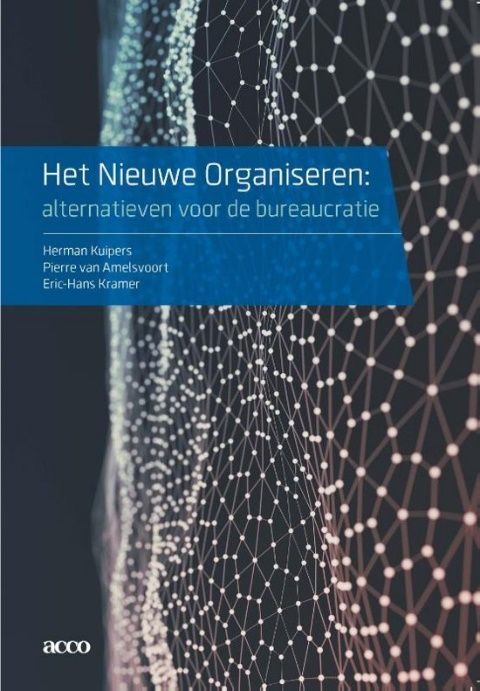 Het Nieuwe Organiseren:
alternatieven voor de bureaucratie
Herman Kuipers
Pierre van Amelsvoort
Eric-Hans Kramer
acco